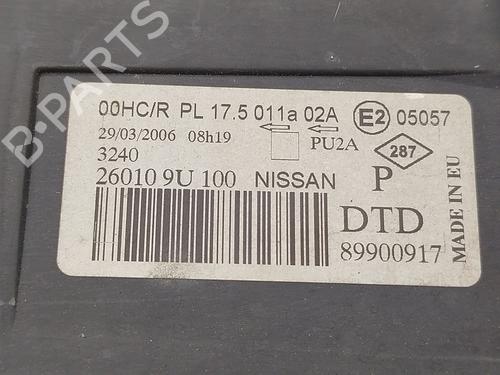 B-PARTS
00HC/R PL 17.5 011a 02A E2 05057
29/03/2006 08h19
PU2A
287
3240
26010 9U 100 NISSAN P
DTD
89900917
MADE IN EU